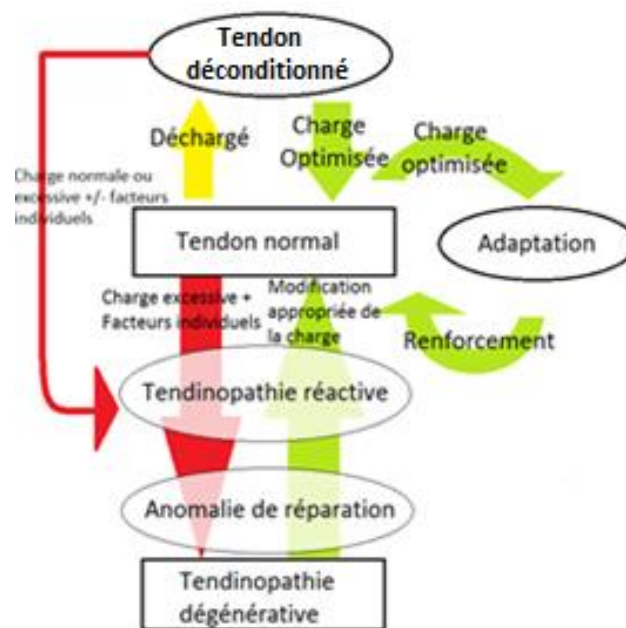 Tendon
déconditionné
Déchargé
Charge
Optimisée
Charge
optimisée
Charge normale ou
excessive +/- facteurs
individuels
Tendon normal
Adaptation
Charge excessive +
Facteurs individuels
Modification
appropriée de
la charge
Renforcement
Tendinopathie réactive
Anomalie de réparation
Tendinopathie
dégénérative